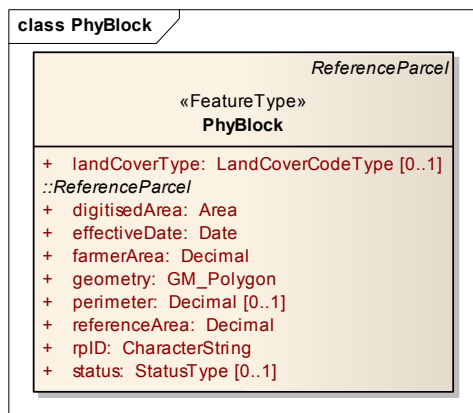 class PhyBlock
ReferenceParcel
«FeatureType»
PhyBlock
+ landCoverType: LandCoverCodeType [0..1]
::ReferenceParcel
+ digitisedArea: Area
+ effectiveDate: Date
+ farmerArea: Decimal
+ geometry: GM_Polygon
+ perimeter: Decimal [0..1]
+ referenceArea: Decimal
+ rpID: CharacterString
+ status: StatusType [0..1]